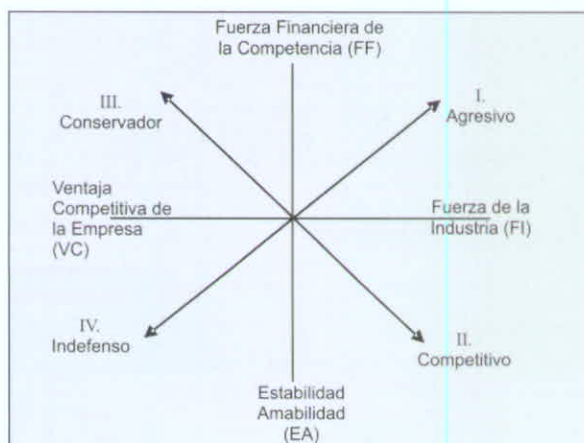 Fuerza Financiera de
la Competencia (FF)
III.
Conservador
I.
Agresivo
Ventaja
Competitiva de
la Empresa
(VC)
Fuerza de la
Industria (FI)
IV.
Indefenso
II.
Competitivo
Estabilidad
Amabilidad
(EA)